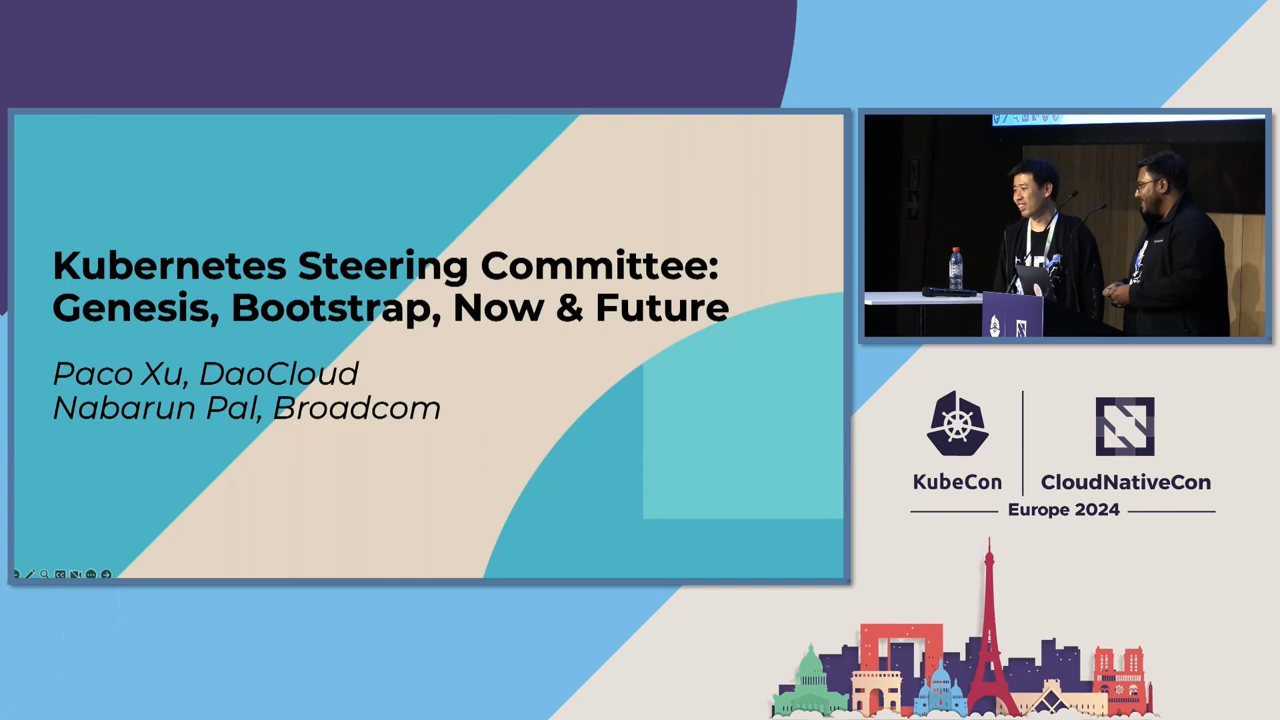 Kubernetes Steering Committee:
Genesis, Bootstrap, Now & Future
Paco Xu, DaoCloud
Nabarun Pal, Broadcom
KubeCon
CloudNativeCon
Europe 2024